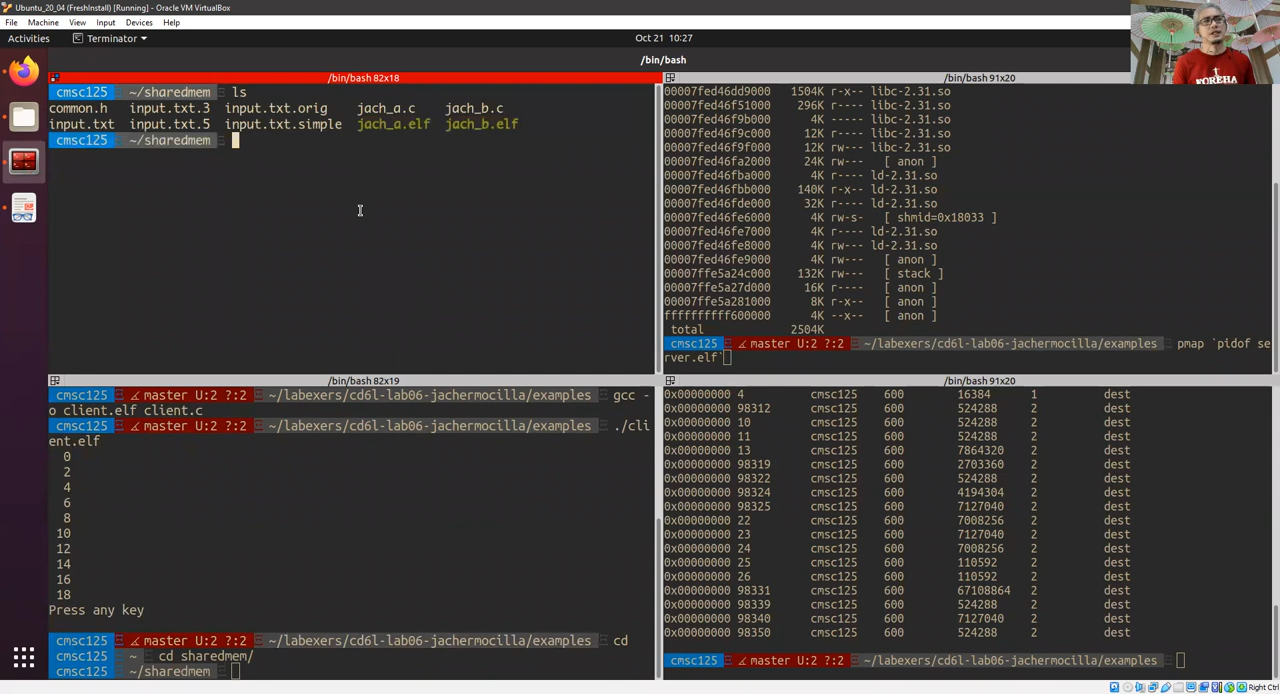 Ubuntu_20_04 (FreshInstall) [Running] - Oracle VM VirtualBox
File Machine View Input Devices Help
Activities Terminator Oct 21 10:27
/bin/bash
/bin/bash 82x18
cmsc125 ~/sharedmem ls
common.h input.txt.3 input.txt.orig jach_a.c jach_b.c
input.txt input.txt.5 input.txt.simple jach_a.elf jach_b.elf
cmsc125 ~/sharedmem
/bin/bash 91x20
00007fed46dd9000 1504K r-x-- libc-2.31.so
00007fed46f51000 296K r---- libc-2.31.so
00007fed46f9b000 4K ----- libc-2.31.so
00007fed46f9c000 12K r---- libc-2.31.so
00007fed46f9f000 12K rw--- libc-2.31.so
00007fed46fa2000 24K rw--- [ anon ]
00007fed46fba000 4K r---- ld-2.31.so
00007fed46fbb000 140K r-x-- ld-2.31.so
00007fed46fde000 32K r---- ld-2.31.so
00007fed46fe6000 4K rw-s- [ shmid=0x18033 ]
00007fed46fe7000 4K r---- ld-2.31.so
00007fed46fe8000 4K rw--- ld-2.31.so
00007fed46fe9000 4K rw--- [ anon ]
00007ffe5a24c000 132K rw--- [ stack ]
00007ffe5a27d000 16K r---- [ anon ]
00007ffe5a281000 8K r-x-- [ anon ]
ffffffffff600000 4K --x-- [ anon ]
total 2504K
cmsc125 master U:2 ?:2 ~/labexers/cd6l-lab06-jachermocilla/examples pmap `pidof se
rver.elf`
/bin/bash 82x19
cmsc125 master U:2 ?:2 ~/labexers/cd6l-lab06-jachermocilla/examples gcc -
o client.elf client.c
cmsc125 master U:2 ?:2 ~/labexers/cd6l-lab06-jachermocilla/examples ./cli
ent.elf
0
2
4
6
8
10
12
14
16
18
Press any key
cmsc125 master U:2 ?:2 ~/labexers/cd6l-lab06-jachermocilla/examples cd
cmsc125 ~ cd sharedmem/
cmsc125 ~/sharedmem
/bin/bash 91x20
0x00000000 4 cmsc125 600 16384 1 dest
0x00000000 98312 cmsc125 600 524288 2 dest
0x00000000 10 cmsc125 600 524288 2 dest
0x00000000 11 cmsc125 600 524288 2 dest
0x00000000 13 cmsc125 600 7864320 2 dest
0x00000000 98319 cmsc125 600 2703360 2 dest
0x00000000 98322 cmsc125 600 524288 2 dest
0x00000000 98324 cmsc125 600 4194304 2 dest
0x00000000 98325 cmsc125 600 7127040 2 dest
0x00000000 22 cmsc125 600 7008256 2 dest
0x00000000 23 cmsc125 600 7127040 2 dest
0x00000000 24 cmsc125 600 7008256 2 dest
0x00000000 25 cmsc125 600 110592 2 dest
0x00000000 26 cmsc125 600 110592 2 dest
0x00000000 98331 cmsc125 600 67108864 2 dest
0x00000000 98339 cmsc125 600 524288 2 dest
0x00000000 98340 cmsc125 600 7127040 2 dest
0x00000000 98350 cmsc125 600 524288 2 dest
cmsc125 master U:2 ?:2 ~/labexers/cd6l-lab06-jachermocilla/examples
Right Ctrl